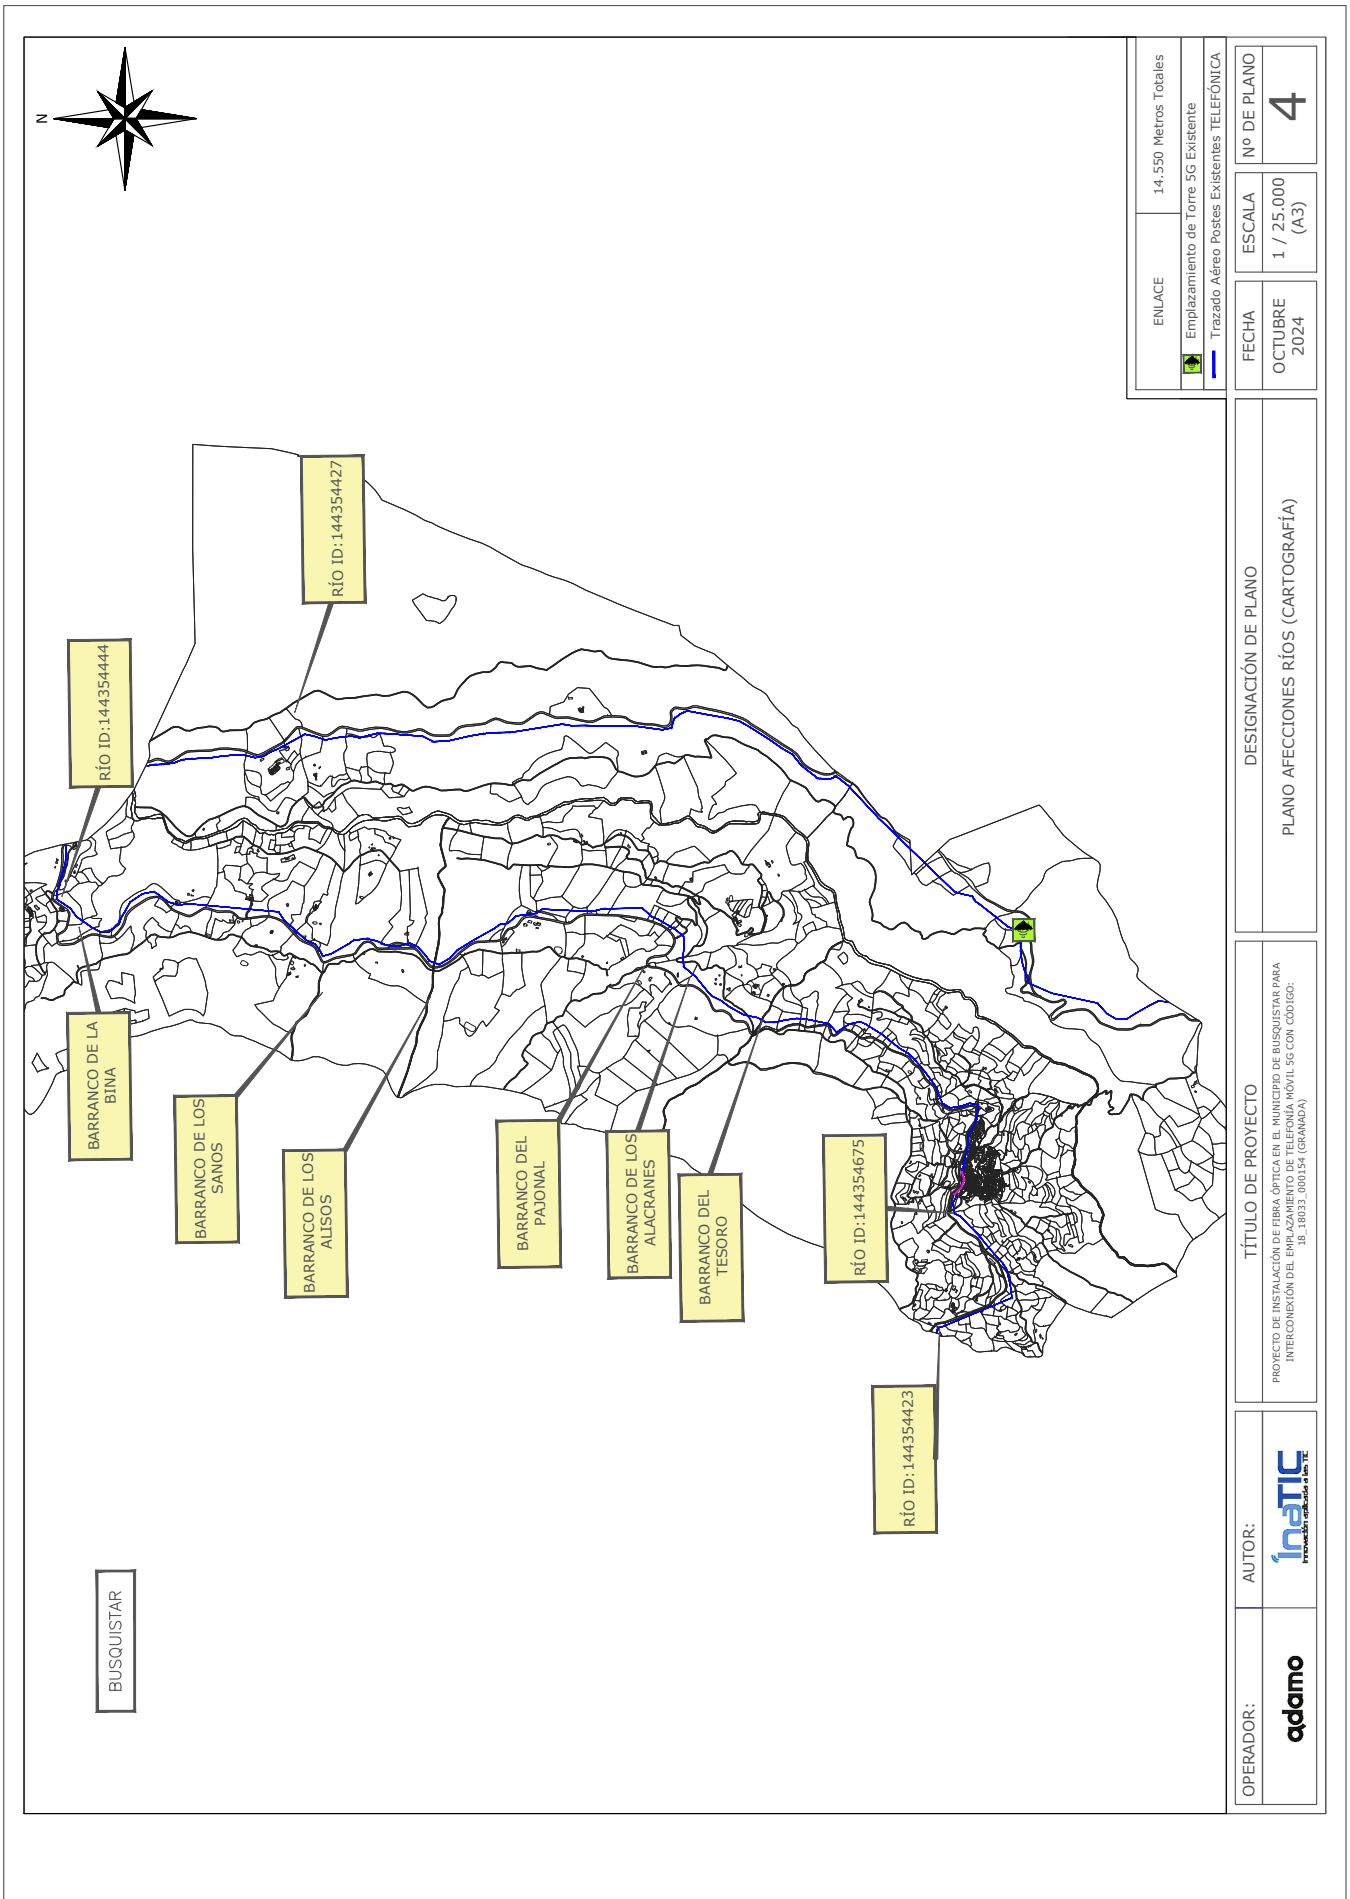 N
ENLACE
14.550 Metros Totales
Emplazamiento de Torre 5G Existente
Trazado Aéreo Postes Existentes TELEFÓNICA
RÍO ID:144354444
RÍO ID:144354427
BARRANCO DE LA
BINA
BARRANCO DE LOS
SANOS
BARRANCO DE LOS
ALISOS
BARRANCO DEL
PAJONAL
BARRANCO DE LOS
ALACRANES
BARRANCO DEL
TESORO
RÍO ID:144354675
RÍO ID:144354423
BUSQUISTAR
OPERADOR:
adamo
AUTOR:
inaTIC
Innovación aplicada a las TIC
TÍTULO DE PROYECTO
PROYECTO DE INSTALACIÓN DE FIBRA ÓPTICA EN EL MUNICIPIO DE BUSQUISTAR PARA
INTERCONEXIÓN DEL EMPLAZAMIENTO DE TELEFONÍA MÓVIL 5G CON CÓDIGO:
18_18033_000154 (GRANADA)
DESIGNACIÓN DE PLANO
PLANO AFECCIONES RÍOS (CARTOGRAFÍA)
FECHA
OCTUBRE
2024
ESCALA
1 / 25.000
(A3)
Nº DE PLANO
4